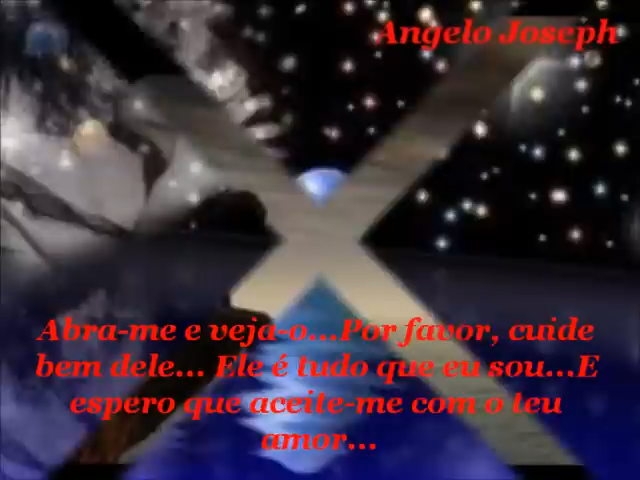 Angelo Joseph
Abra-me e veja-o...Por favor, cuide
bem dele... Ele é tudo que eu sou...E
espero que aceite-me com o teu
amor...